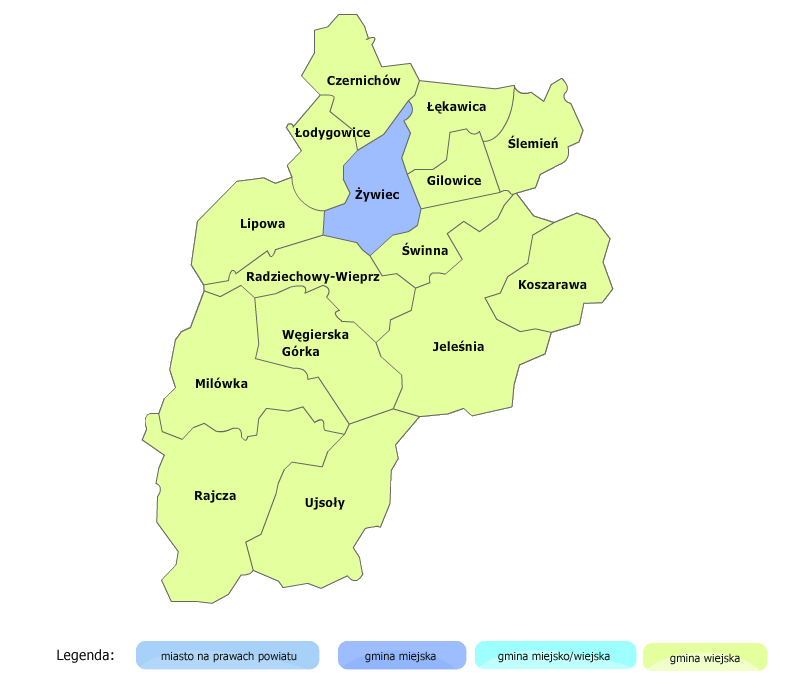 Czernichów
Łękawica
Łodygowice
Ślemień
Gilowice
Żywiec
Lipowa
Świnna
Radziechowy-Wieprz
Koszarawa
Węgierska
Górka
Jeleśnia
Milówka
Rajcza
Ujsoły
Legenda:
miasto na prawach powiatu
gmina miejska
gmina miejsko/wiejska
gmina wiejska